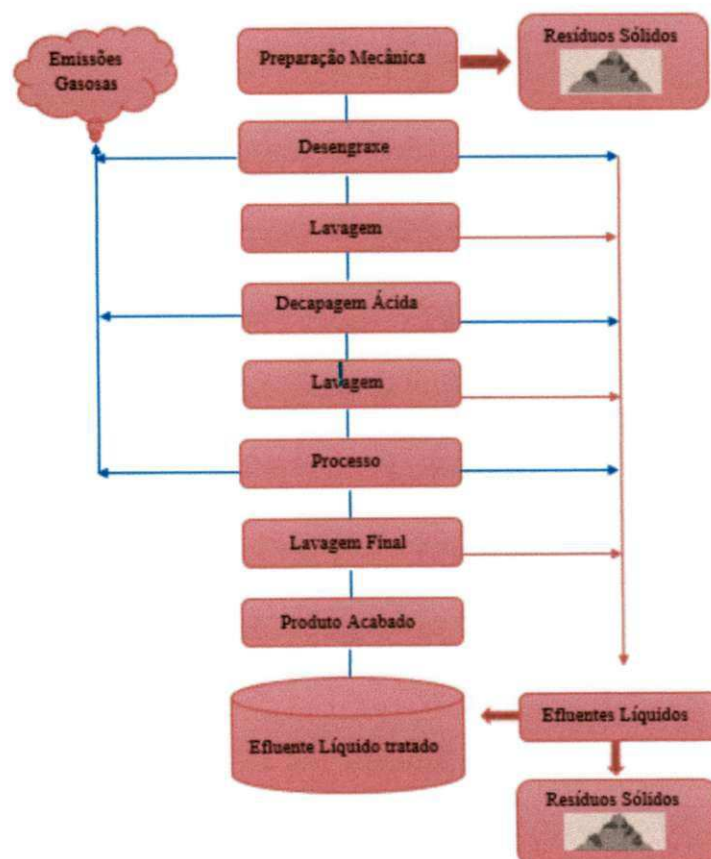 Emissões
Gasosas
Preparação Mecânica
Resíduos Sólidos
Desengraxe
Lavagem
Decapagem Ácida
Lavagem
Processo
Lavagem Final
Produto Acabado
Efluente Líquido tratado
Efluentes Líquidos
Resíduos Sólidos